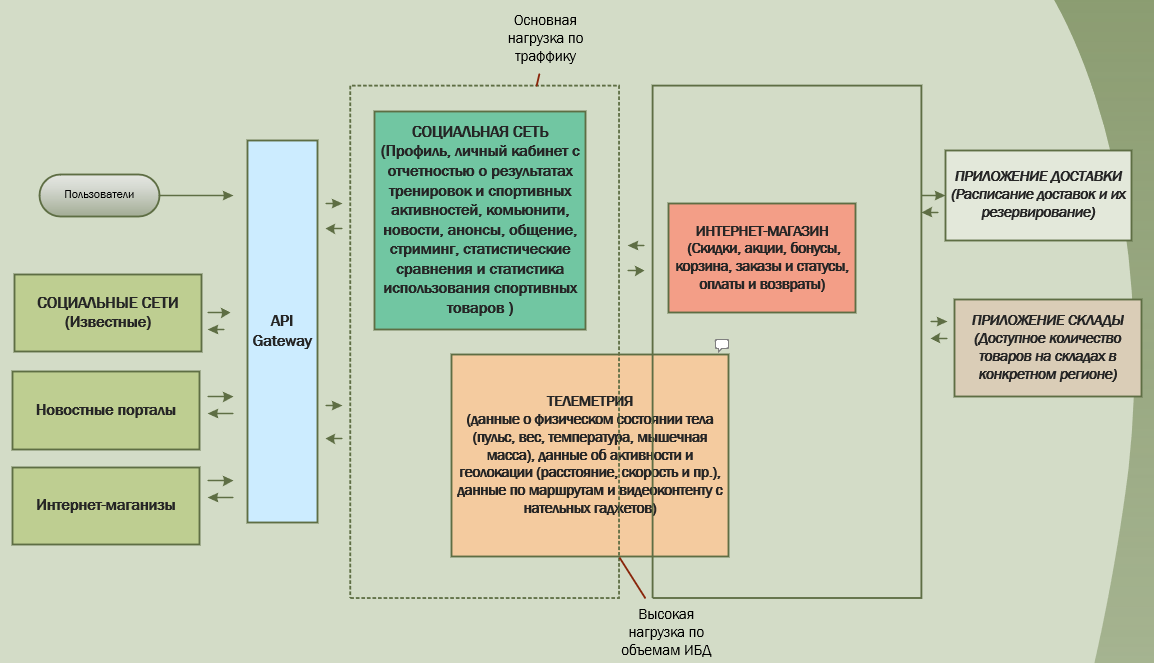 Основная
нагрузка по
траффику
СОЦИАЛЬНАЯ СЕТЬ
(Профиль, личный кабинет с
отчетностью о результатах
тренировок и спортивных
активностей, комьюнити,
новости, анонсы, общение,
стриминг, статистические
сравнения и статистика
использования спортивных
товаров )
Пользователи
СОЦИАЛЬНЫЕ СЕТИ
(Известные)
Новостные порталы
Интернет-маганизы
API
Gateway
ИНТЕРНЕТ-МАГАЗИН
(Скидки, акции, бонусы,
корзина, заказы и статусы,
оплаты и возвраты)
ПРИЛОЖЕНИЕ ДОСТАВКИ
(Расписание доставок и их
резервирование)
ПРИЛОЖЕНИЕ СКЛАДЫ
(Доступное количество
товаров на складах в
конкретном регионе)
ТЕЛЕМЕТРИЯ
(данные о физическом состоянии тела
(пульс, вес, температура, мышечная
масса), данные об активности и
геолокации (расстояние, скорость и пр.),
данные по маршрутам и видеоконтенту с
нательных гаджетов)
Высокая
нагрузка по
объемам ИБД